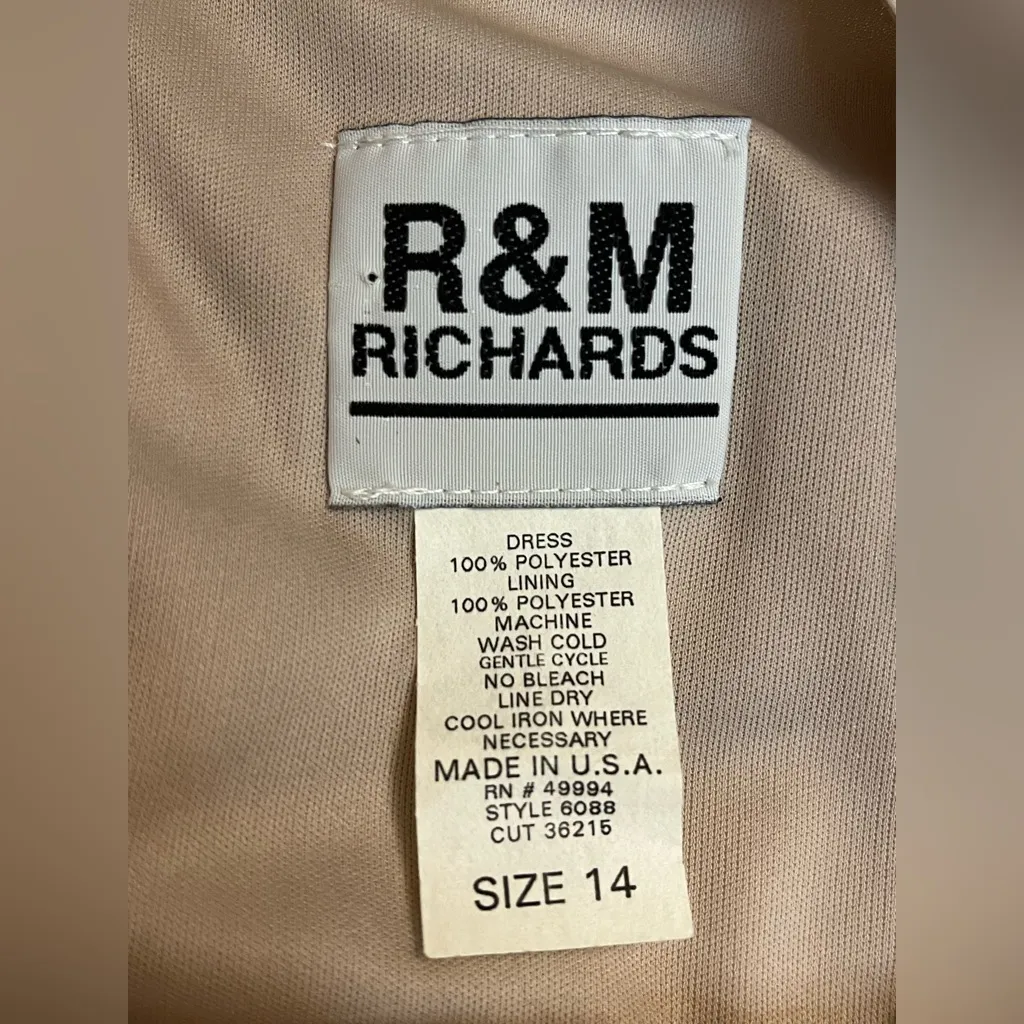 R&M
RICHARDS
DRESS
100% POLYESTER
LINING
100% POLYESTER
MACHINE
WASH COLD
GENTLE CYCLE
NO BLEACH
LINE DRY
COOL IRON WHERE
NECESSARY
MADE IN U.S.A.
RN # 49994
STYLE 6088
CUT 36215
SIZE 14